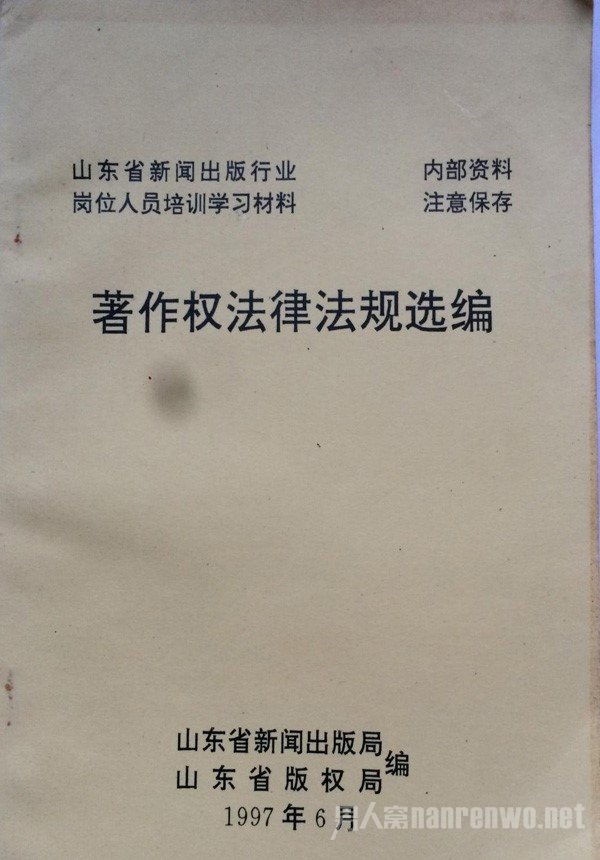 山东省新闻出版行业 内部资料
岗位人员培训学习材料 注意保存
著作权法律法规选编
山东省新闻出版局
山东省版权局
编
1997年6月
男人窝nanrenwo.net